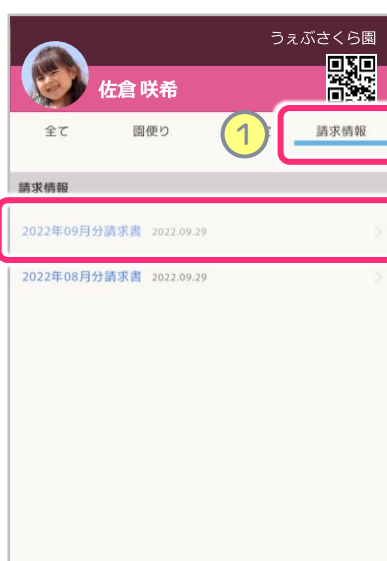 うぇぶさくら園
佐倉 咲希
全て
園便り
1
請求情報
請求情報
2022年09月分請求書 2022.09.29
2022年08月分請求書 2022.09.29